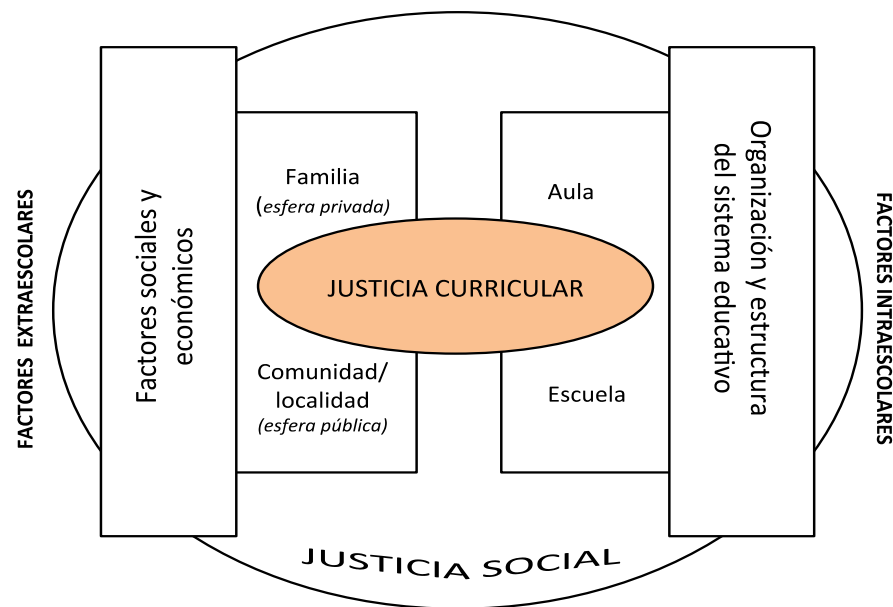 FACTORES EXTRAESCOLARES
Factores sociales y
económicos
Familia
(esfera privada)
Comunidad/
localidad
(esfera pública)
JUSTICIA CURRICULAR
Aula
Escuela
Organización y estructura
del sistema educativo
FACTORES INTRAESCOLARES
JUSTICIA SOCIAL